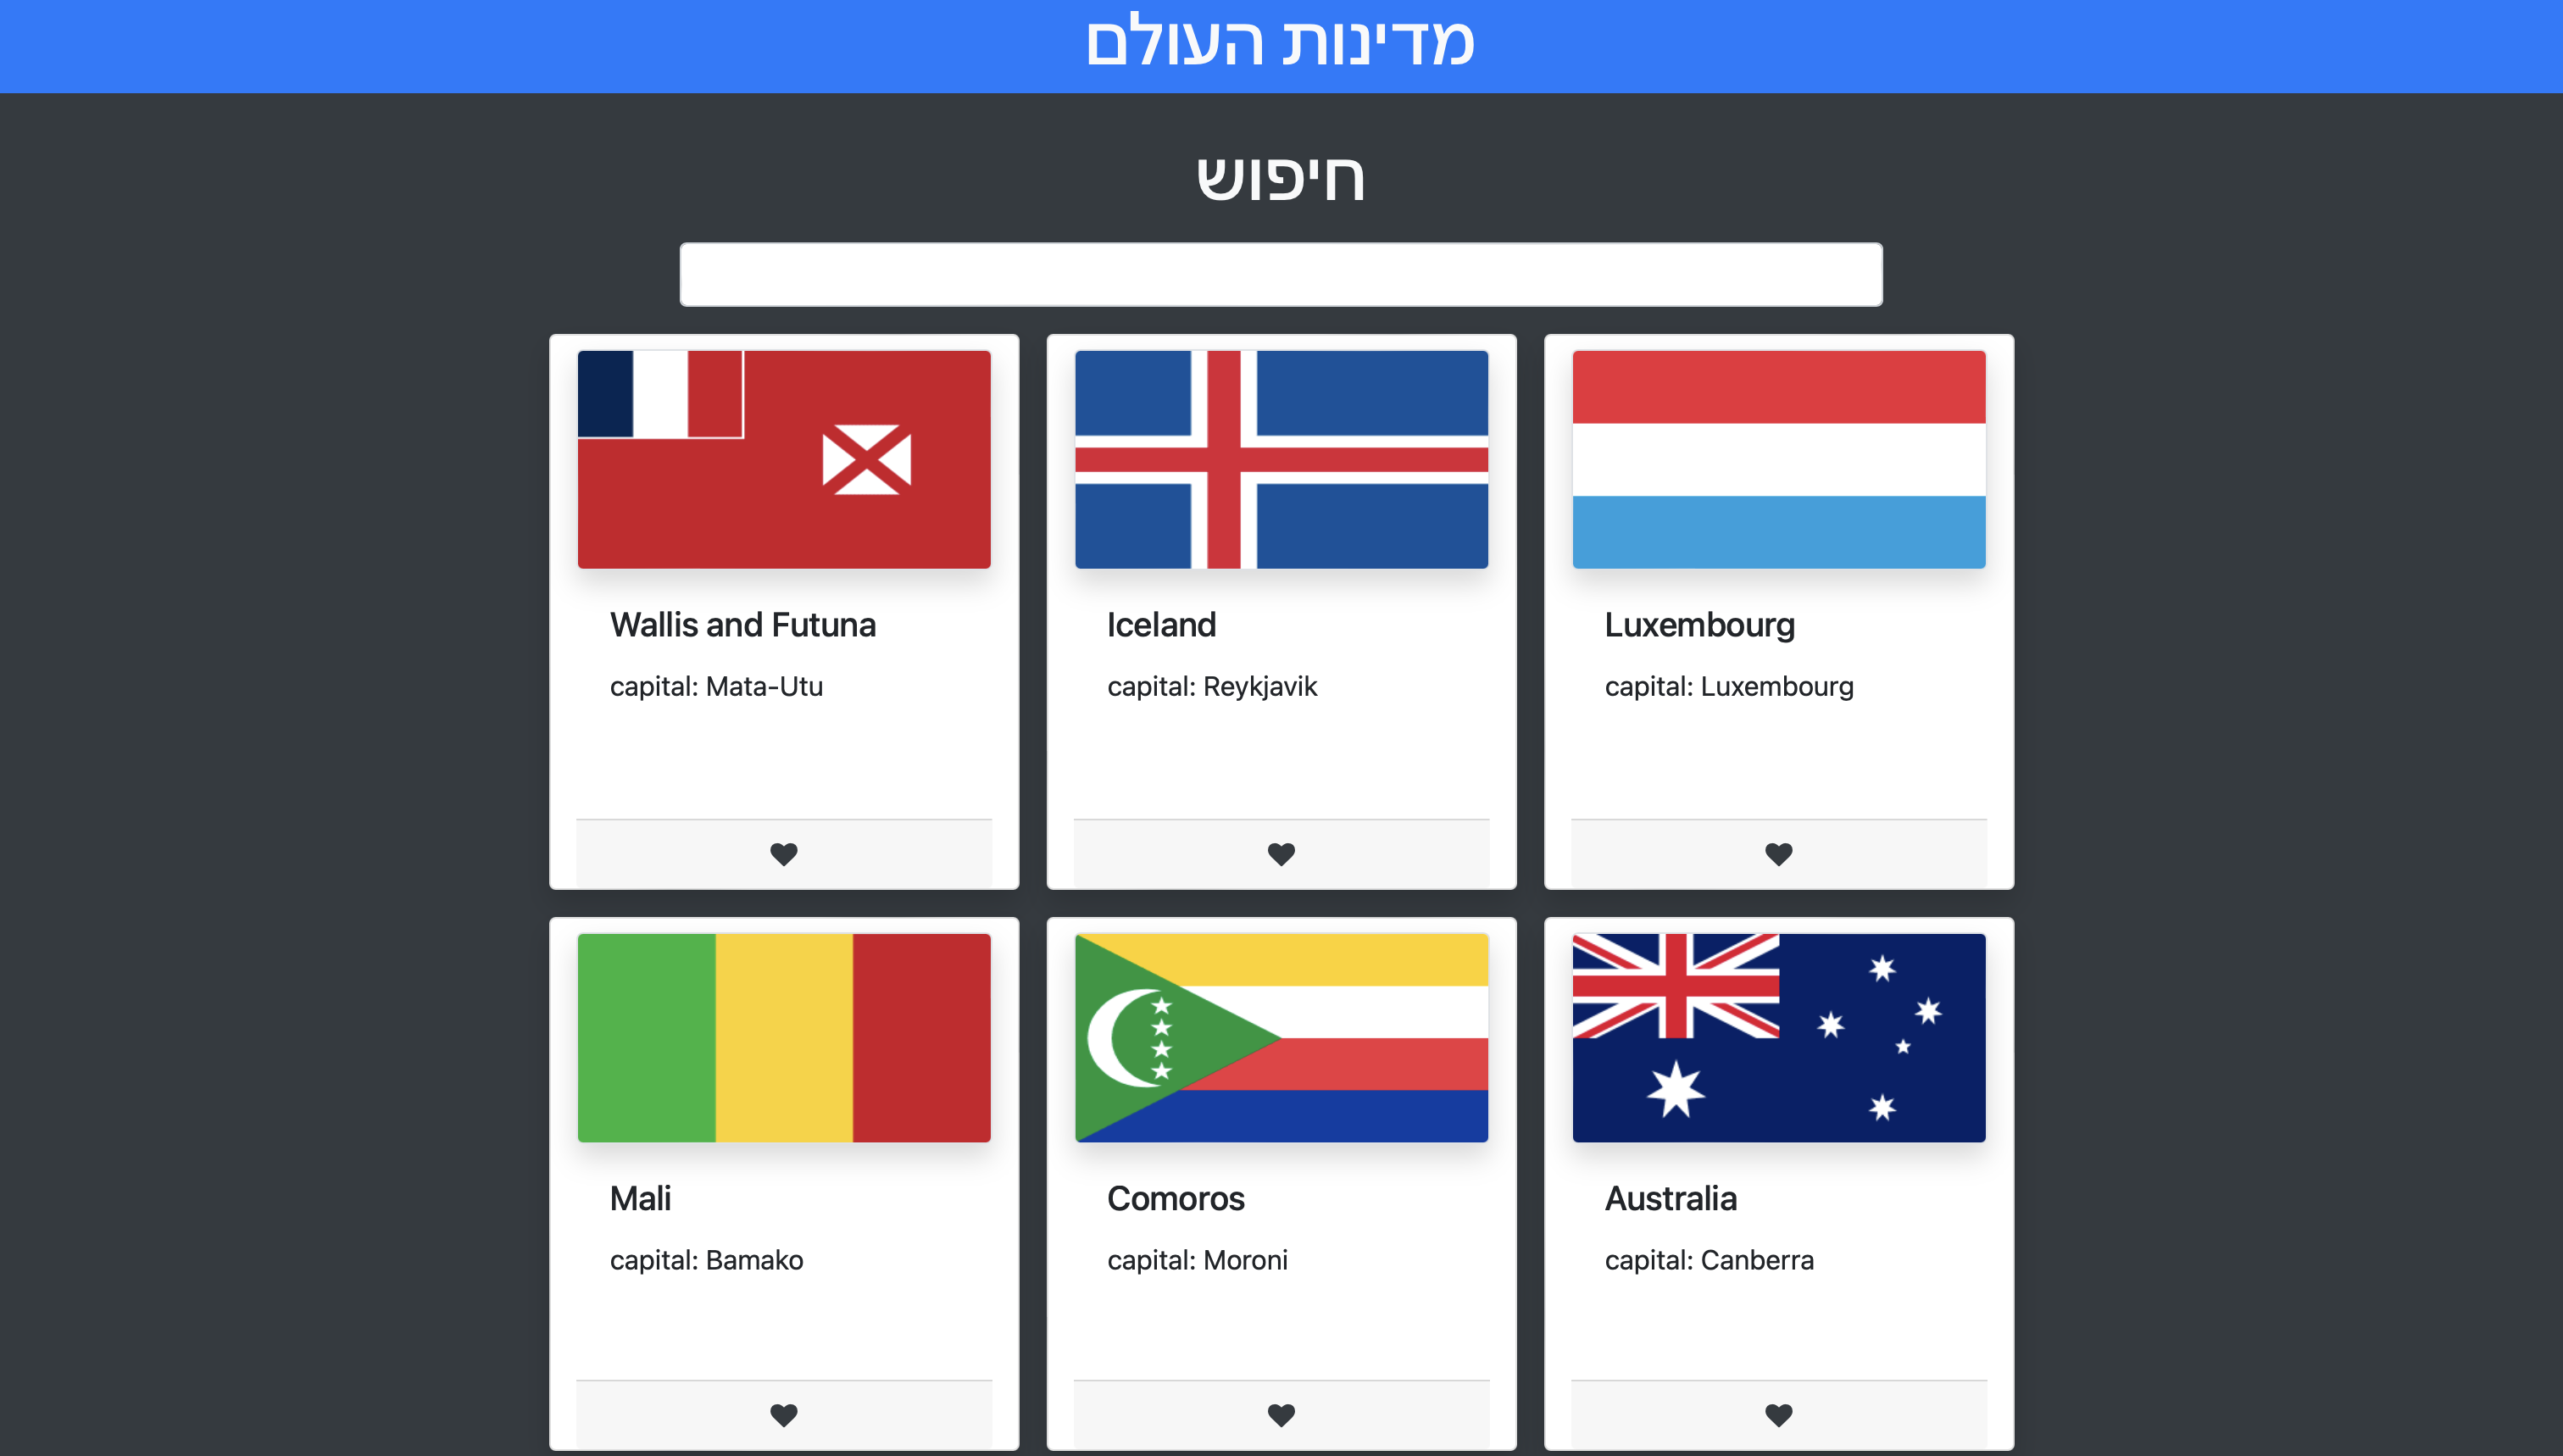 מדינות העולם
חיפוש
Wallis and Futuna
capital: Mata-Utu
Iceland
capital: Reykjavik
Luxembourg
capital: Luxembourg
Mali
capital: Bamako
Comoros
capital: Moroni
Australia
capital: Canberra